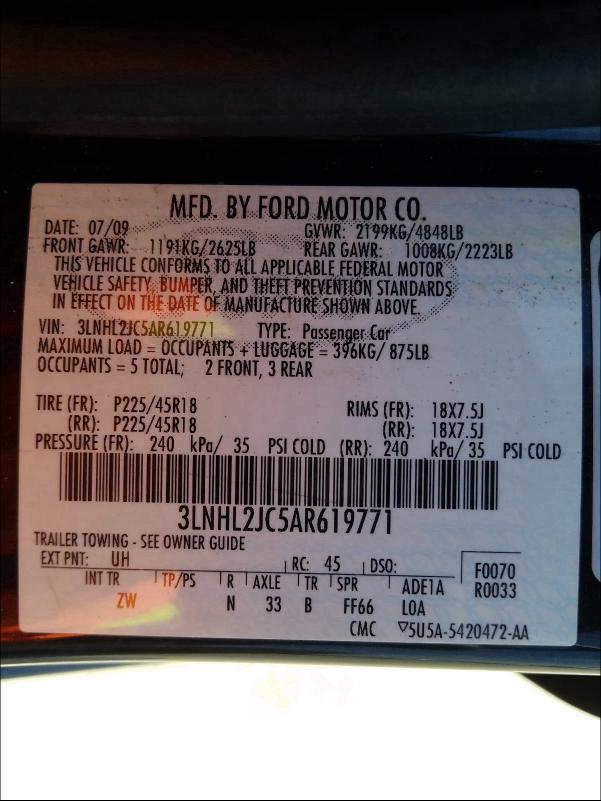 MFD. BY FORD MOTOR CO.
DATE: 07/09 GVWR: 2199KG/4848LB
FRONT GAWR: 1191KG/2625LB REAR GAWR: 1008KG/2223LB
THIS VEHICLE CONFORMS TO ALL APPLICABLE FEDERAL MOTOR
VEHICLE SAFETY, BUMPER, AND THEFT PREVENTION STANDARDS
IN EFFECT ON THE DATE OF MANUFACTURE SHOWN ABOVE.
VIN: 3LNHL2JC5AR619771 TYPE: Passenger Car
MAXIMUM LOAD = OCCUPANTS + LUGGAGE = 396KG/ 875LB
OCCUPANTS = 5 TOTAL; 2 FRONT, 3 REAR
TIRE (FR): P225/45R18 RIMS (FR): 18X7.5J
(RR): P225/45R18 (RR): 18X7.5J
PRESSURE (FR): 240 kPa/ 35 PSI COLD (RR): 240 kPa/ 35 PSI COLD
3LNHL2JC5AR619771
TRAILER TOWING - SEE OWNER GUIDE
EXT PNT: UH RC: 45 DSO: F0070
INT TR TP/PS R AXLE TR SPR ADE1A R0033
ZW N 33 B FF66 LOA
CMC ▽5U5A-5420472-AA